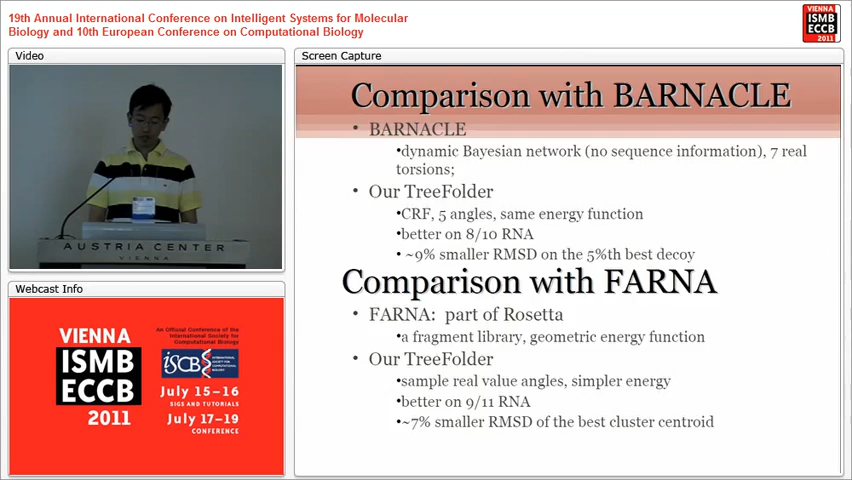 19th Annual International Conference on Intelligent Systems for Molecular
Biology and 10th European Conference on Computational Biology
VIENNA
ISMB
ECCB
2011
Video
Screen Capture
AUSTRIA CENTER
VIENNA
Comparison with BARNACLE
• BARNACLE
•dynamic Bayesian network (no sequence information), 7 real
torsions;
• Our TreeFolder
•CRF, 5 angles, same energy function
•better on 8/10 RNA
• ~9% smaller RMSD on the 5%th best decoy
Comparison with FARNA
• FARNA: part of Rosetta
•a fragment library, geometric energy function
• Our TreeFolder
•sample real value angles, simpler energy
•better on 9/11 RNA
•~7% smaller RMSD of the best cluster centroid
Webcast Info
VIENNA
ISMB
ECCB
2011
An Official Conference of the
International Society for
Computational Biology
ISCB
INTERNATIONAL
SOCIETY FOR
COMPUTATIONAL
BIOLOGY
July 15–16
SIGS AND TUTORIALS
July 17–19
CONFERENCE